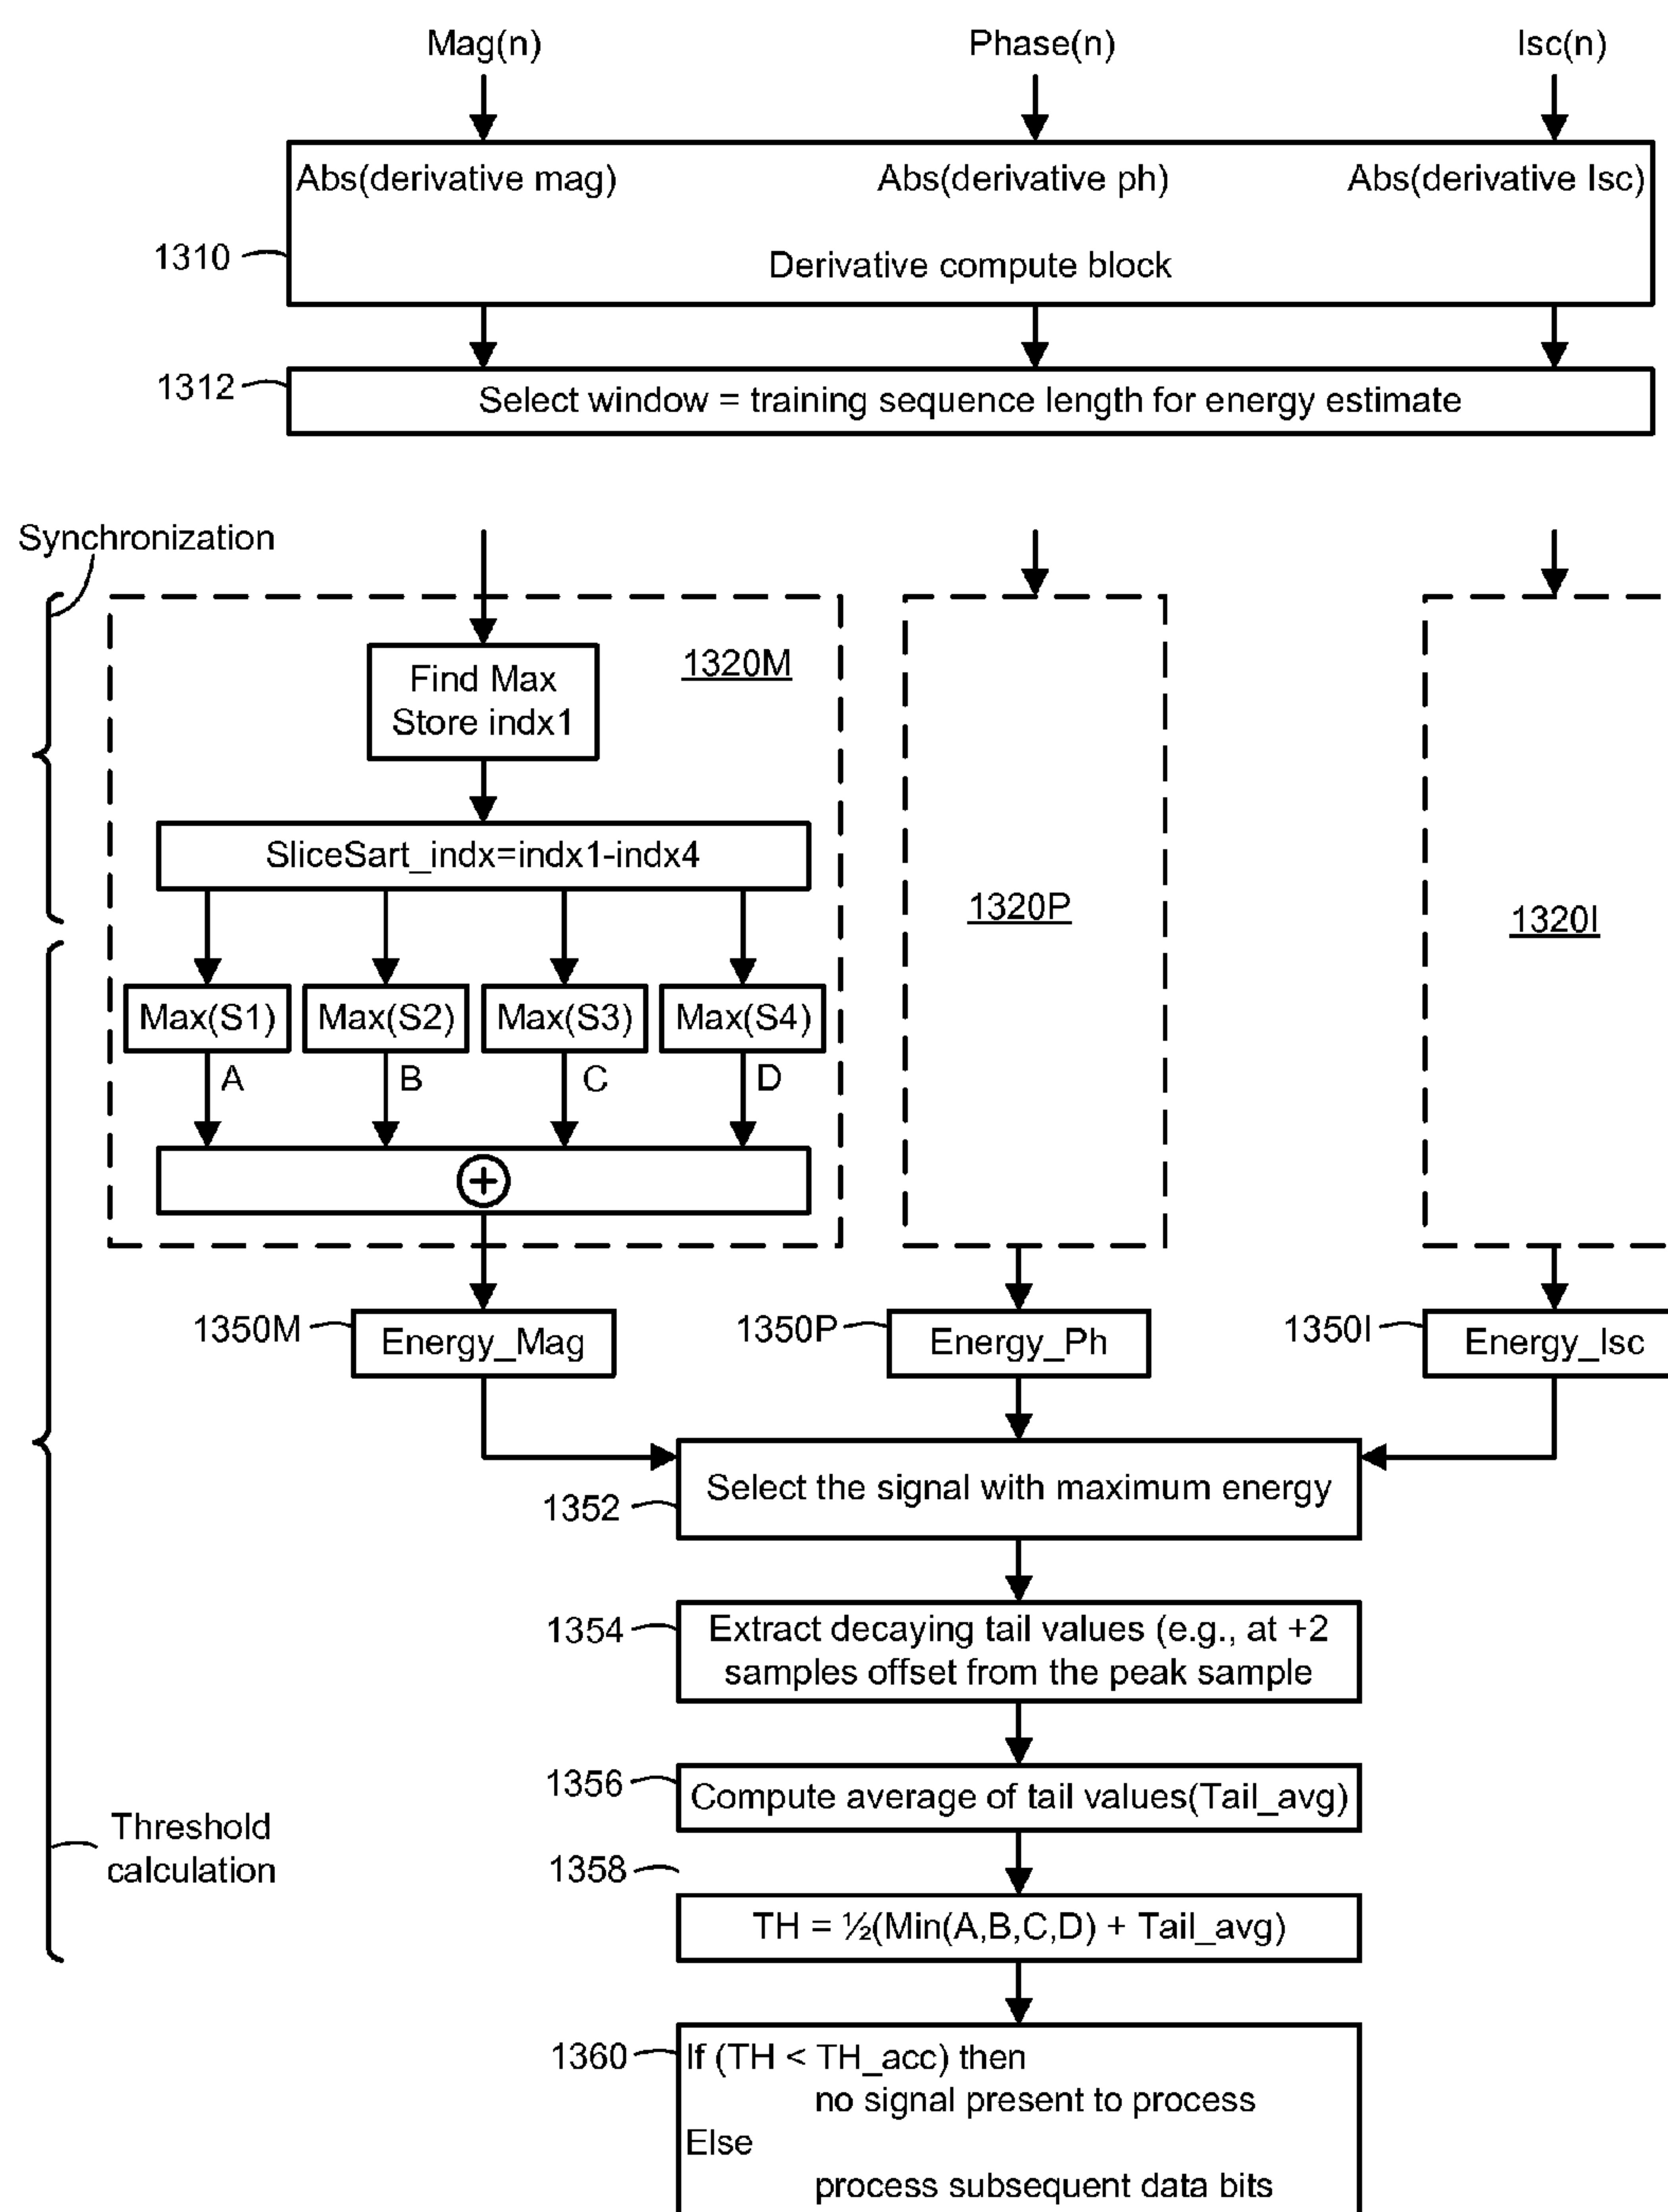 Mag(n)
Phase(n)
Isc(n)
Abs(derivative mag)
Abs(derivative ph)
Abs(derivative Isc)
1310
Derivative compute block
1312
Select window = training sequence length for energy estimate
Synchronization
1320M
Find Max
Store indx1
SliceSart_indx=indx1-indx4
1320P
1320I
Max(S1)
Max(S2)
Max(S3)
Max(S4)
A
B
C
D
+
1350M
Energy_Mag
1350P
Energy_Ph
1350I
Energy_Isc
1352
Select the signal with maximum energy
1354
Extract decaying tail values (e.g., at +2
samples offset from the peak sample
1356
Compute average of tail values(Tail_avg)
Threshold
calculation
1358
TH = ½(Min(A,B,C,D) + Tail_avg)
1360
If (TH < TH_acc) then
no signal present to process
Else
process subsequent data bits